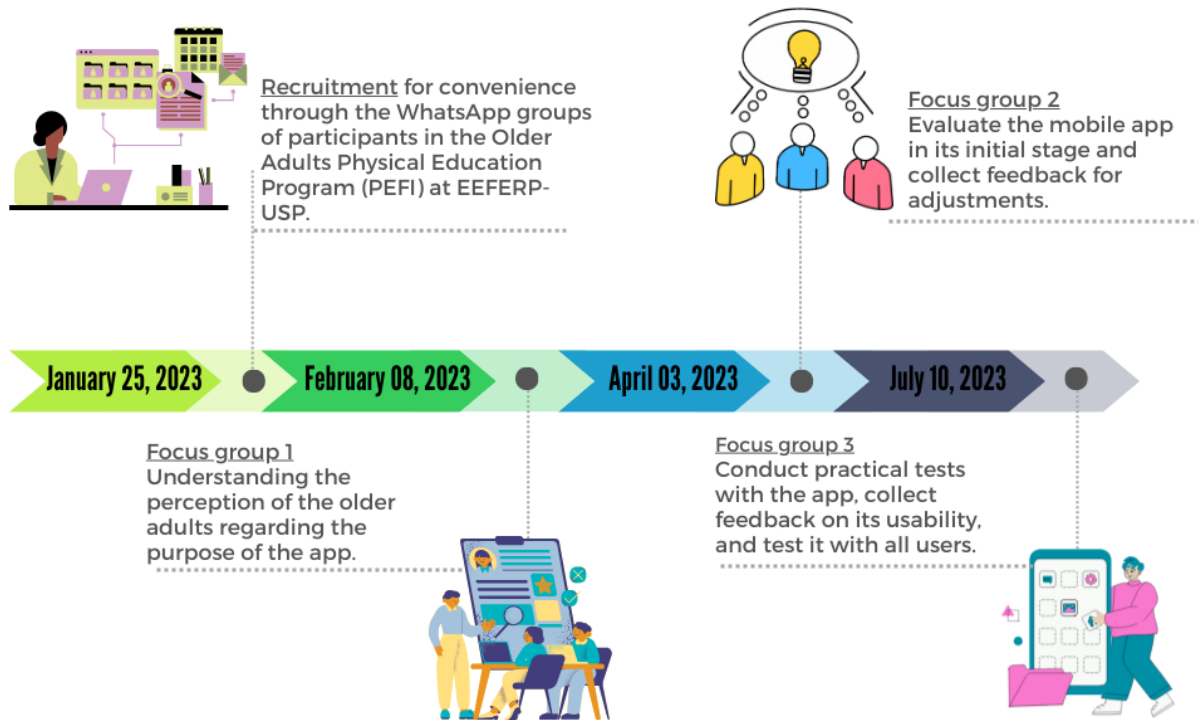 Recruitment for convenience
through the WhatsApp groups
of participants in the Older
Adults Physical Education
Program (PEFI) at EEFERP-
USP.
Focus group 2
Evaluate the mobile app
in its initial stage and
collect feedback for
adjustments.
January 25, 2023
February 08, 2023
April 03, 2023
July 10, 2023
Focus group 1
Understanding the
perception of the older
adults regarding the
purpose of the app.
Focus group 3
Conduct practical tests
with the app, collect
feedback on its usability,
and test it with all users.